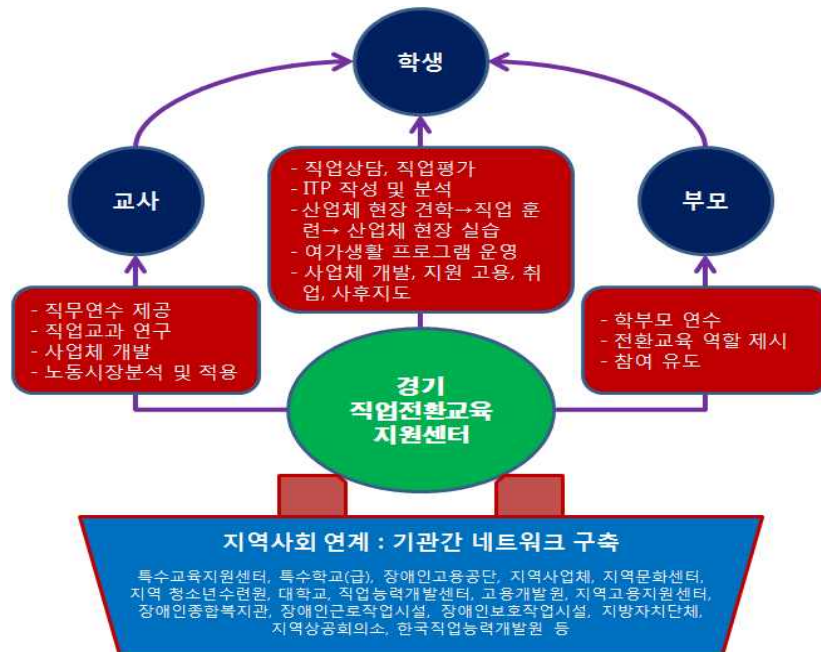 학생
교사
부모
- 직업상담, 직업평가
- ITP 작성 및 분석
- 산업체 현장 견학→직업 훈
련→ 산업체 현장 실습
- 여가생활 프로그램 운영
- 사업체 개발, 지원 고용, 취
업, 사후지도
- 직무연수 제공
- 직업교과 연구
- 사업체 개발
- 노동시장분석 및 적용
- 학부모 연수
- 전환교육 역할 제시
- 참여 유도
경기
직업전환교육
지원센터
지역사회 연계 : 기관간 네트워크 구축
특수교육지원센터, 특수학교(급), 장애인고용공단, 지역사업체, 지역문화센터,
지역 청소년수련원, 대학교, 직업능력개발센터, 고용개발원, 지역고용지원센터,
장애인종합복지관, 장애인근로작업시설, 장애인보호작업시설, 지방자치단체,
지역상공회의소, 한국직업능력개발원 등